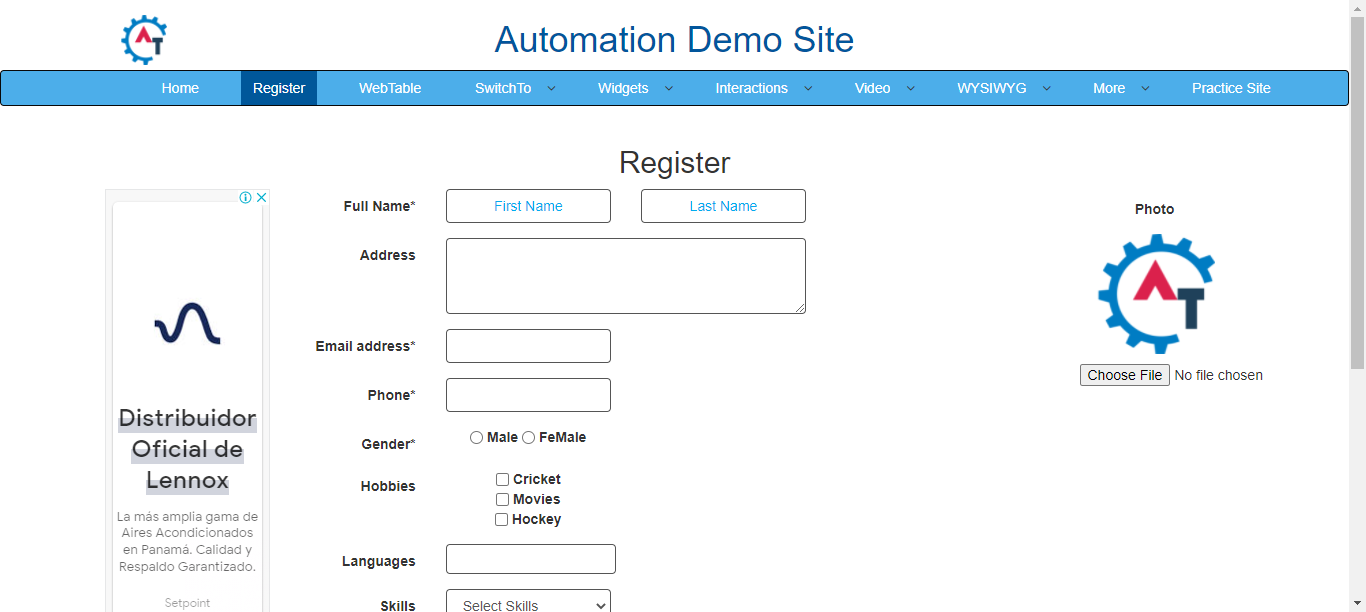 AT
Automation Demo Site
Home Register WebTable SwitchTo Widgets Interactions Video WYSIWYG More Practice Site
Register
Full Name* First Name Last Name
Address
Email address*
Phone*
Gender* Male FeMale
Hobbies
Cricket
Movies
Hockey
Languages
Skills Select Skills
Photo
AT
Choose File No file chosen
Distribuidor
Oficial de
Lennox
La más amplia gama de
Aires Acondicionados
en Panamá. Calidad y
Respaldo Garantizado.
Setpoint